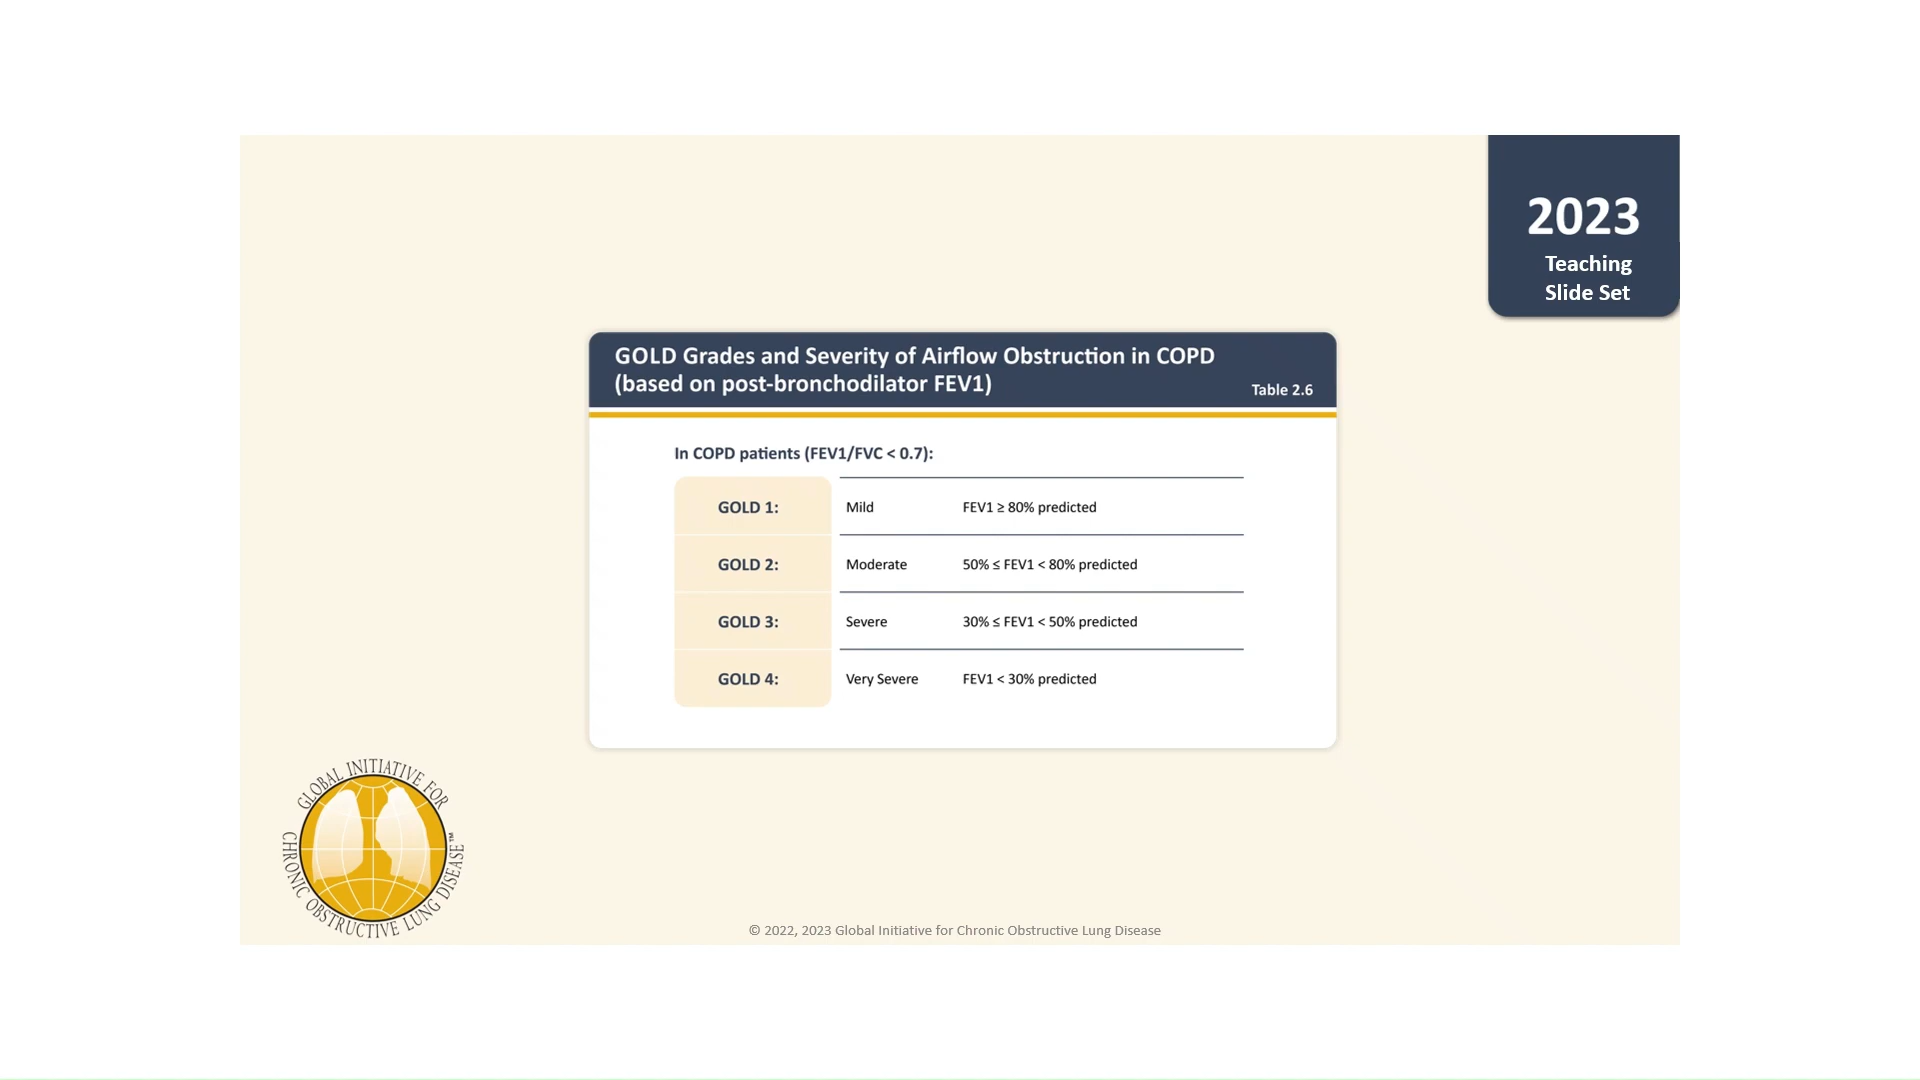 2023
Teaching
Slide Set
GOLD Grades and Severity of Airflow Obstruction in COPD
(based on post-bronchodilator FEV1)
Table 2.6
In COPD patients (FEV1/FVC < 0.7):
GOLD 1: Mild FEV1 ≥ 80% predicted
GOLD 2: Moderate 50% ≤ FEV1 < 80% predicted
GOLD 3: Severe 30% ≤ FEV1 < 50% predicted
GOLD 4: Very Severe FEV1 < 30% predicted
GLOBAL INITIATIVE FOR
CHRONIC OBSTRUCTIVE LUNG DISEASE™
© 2022, 2023 Global Initiative for Chronic Obstructive Lung Disease